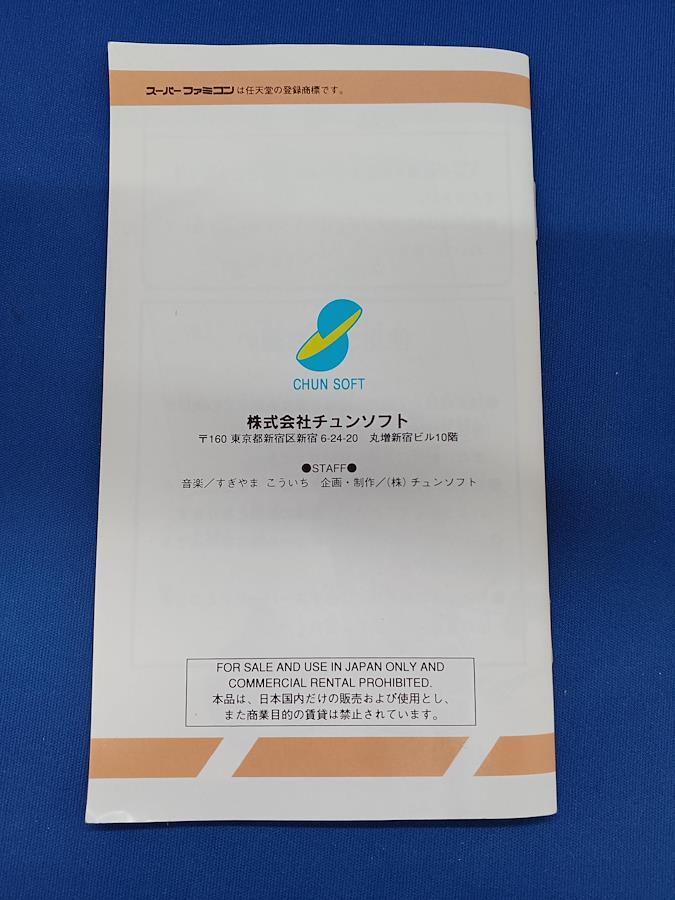 スーパーファミコンは任天堂の登録商標です。
CHUN SOFT
株式会社チュンソフト
〒160 東京都新宿区新宿 6-24-20　丸増新宿ビル10階
●STAFF●
音楽／すぎやま こういち　企画・制作／(株) チュンソフト
FOR SALE AND USE IN JAPAN ONLY AND
COMMERCIAL RENTAL PROHIBITED.
本品は、日本国内だけの販売および使用とし、
また商業目的の賃貸は禁止されています。